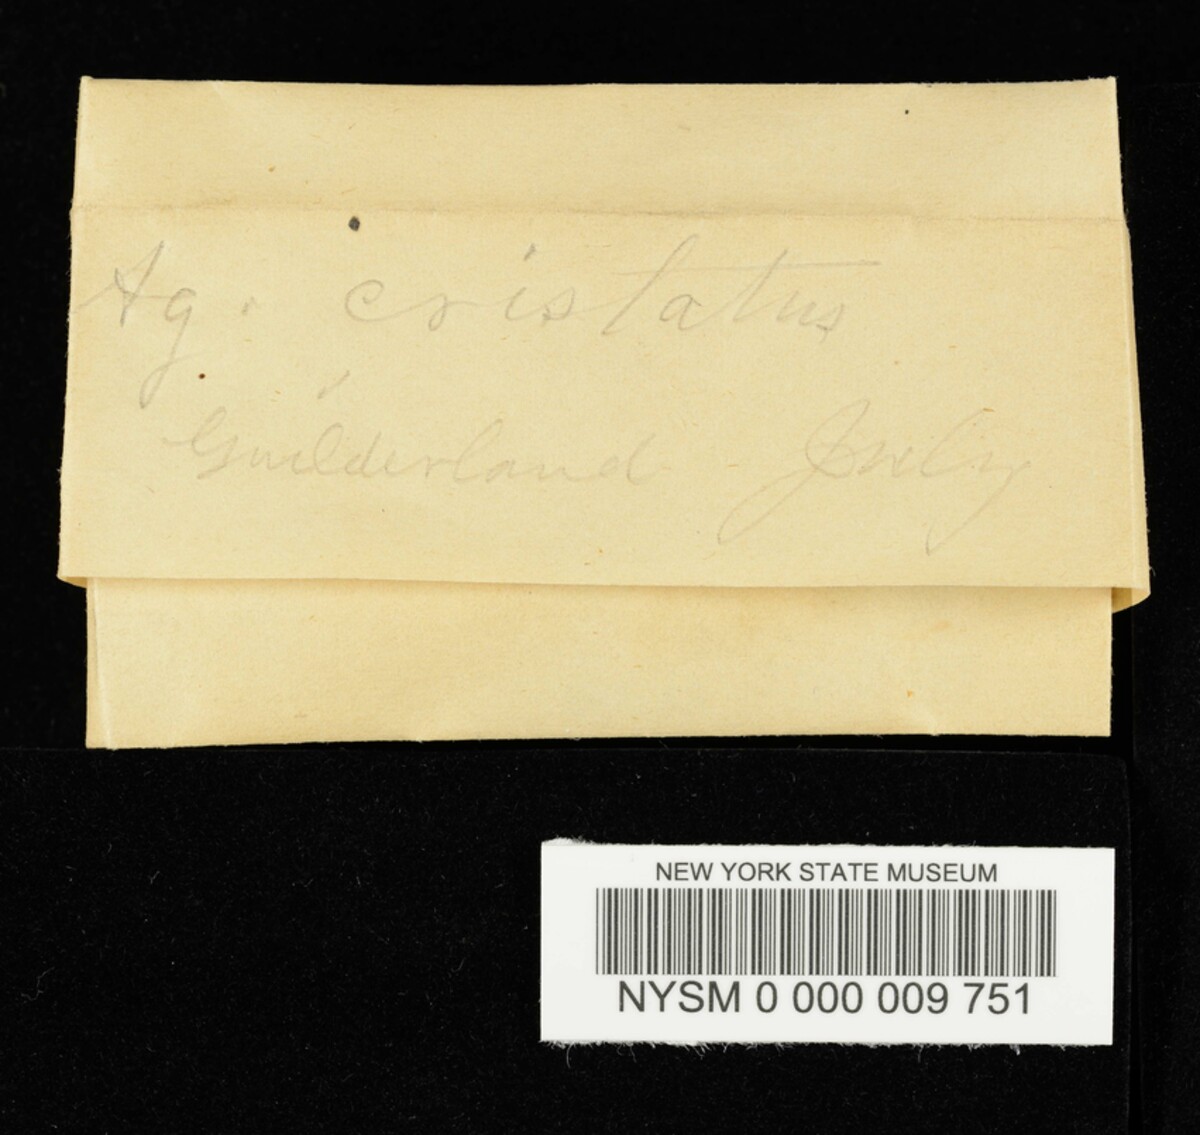 Ag. cristatus
Guilderland July
NEW YORK STATE MUSEUM
NYSM 0 000 009 751